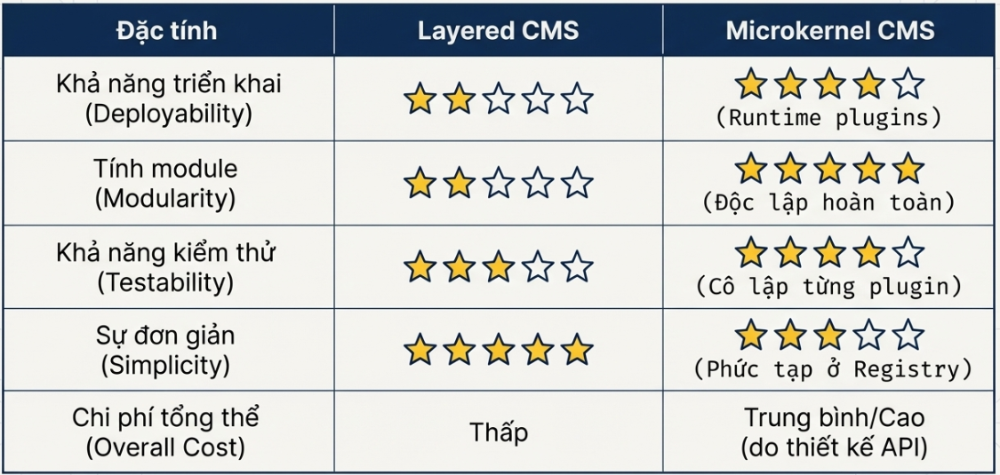 Đặc tính
Layered CMS
Microkernel CMS
Khả năng triển khai
(Deployability)
(Runtime plugins)
Tính module
(Modularity)
(Độc lập hoàn toàn)
Khả năng kiểm thử
(Testability)
(Cô lập từng plugin)
Sự đơn giản
(Simplicity)
(Phức tạp ở Registry)
Chi phí tổng thể
(Overall Cost)
Thấp
Trung bình/Cao
(do thiết kế API)